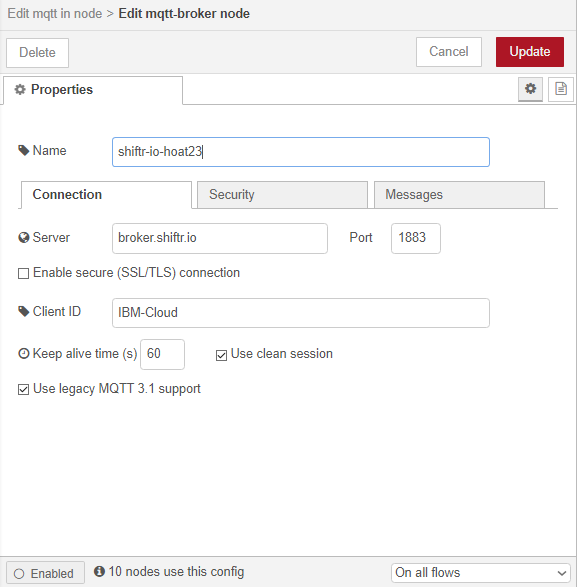 Edit mqtt in node > Edit mqtt-broker node
Delete Cancel Update
Properties
Name shiftr-io-hoat23
Connection Security Messages
Server broker.shiftr.io Port 1883
Enable secure (SSL/TLS) connection
Client ID IBM-Cloud
Keep alive time (s) 60 Use clean session
Use legacy MQTT 3.1 support
Enabled 10 nodes use this config On all flows